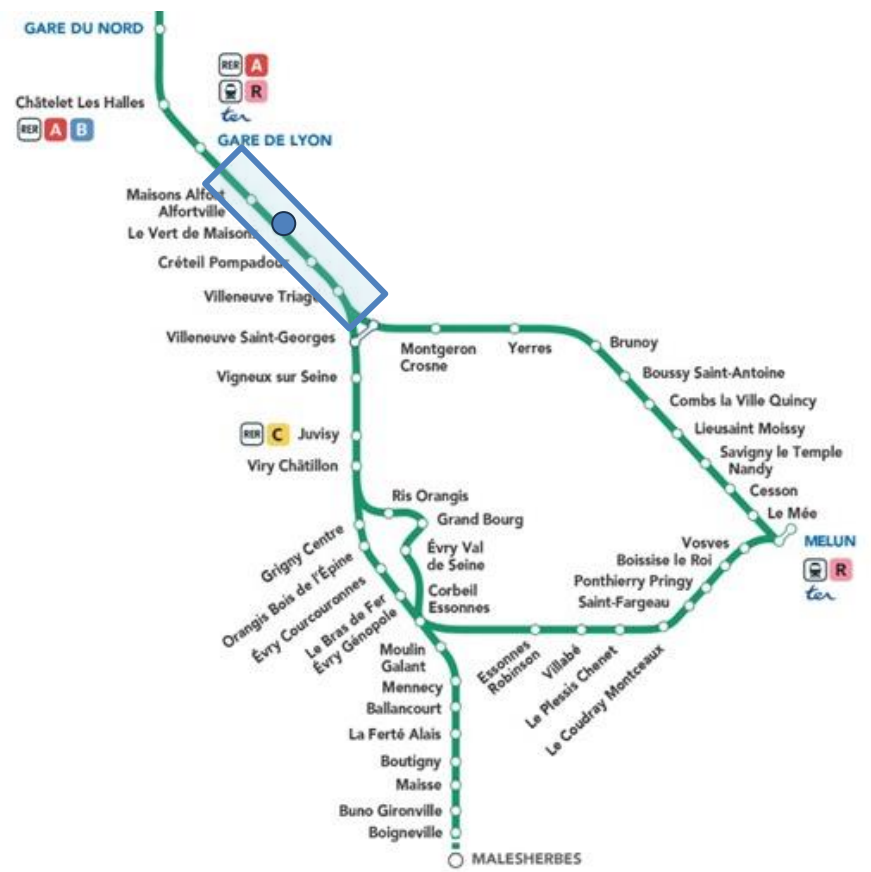 GARE DU NORD
RER A
R
Châtelet Les Halles
ter
RER A B
GARE DE LYON
Maisons Alfort
Alfortville
Le Vert de Maisons
Créteil Pompadour
Villeneuve Triage
Villeneuve Saint-Georges
Montgeron
Crosne
Yerres
Brunoy
Vigneux sur Seine
Boussy Saint-Antoine
Combs la Ville Quincy
RER C Juvisy
Lieusaint Moissy
Viry Châtillon
Savigny le Temple
Nandy
Cesson
Ris Orangis
Le Mée
Grand Bourg
MELUN
R
ter
Vosves
Boissise le Roi
Ponthierry Pringy
Saint-Fargeau
Évry Val
de Seine
Corbeil
Essonnes
Grigny Centre
Orangis Bois de l'Épine
Évry Courcouronnes
Le Bras de Fer
Évry Génopole
Moulin
Galant
Essonnes
Robinson
Villabé
Le Plessis Chenet
Le Coudray Montceaux
Mennecy
Ballancourt
La Ferté Alais
Boutigny
Maisse
Buno Gironville
Boigneville
MALESHERBES